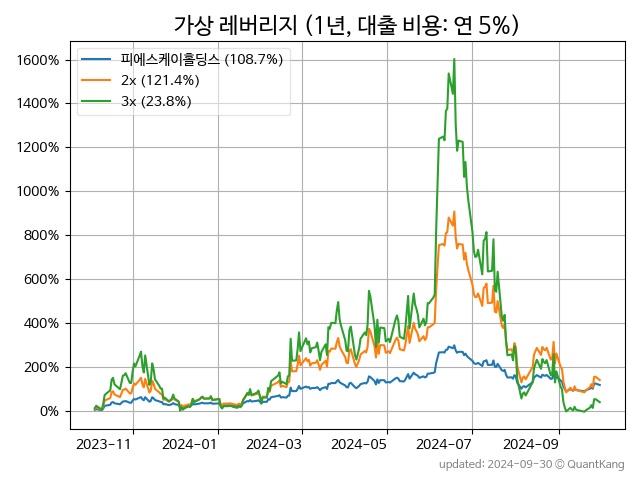 가상 레버리지 (1년, 대출 비용: 연 5%)
피에스케이홀딩스 (108.7%)
2x (121.4%)
3x (23.8%)
1600%
1400%
1200%
1000%
800%
600%
400%
200%
0%
2023-11 2024-01 2024-03 2024-05 2024-07 2024-09
updated: 2024-09-30 © QuantKang